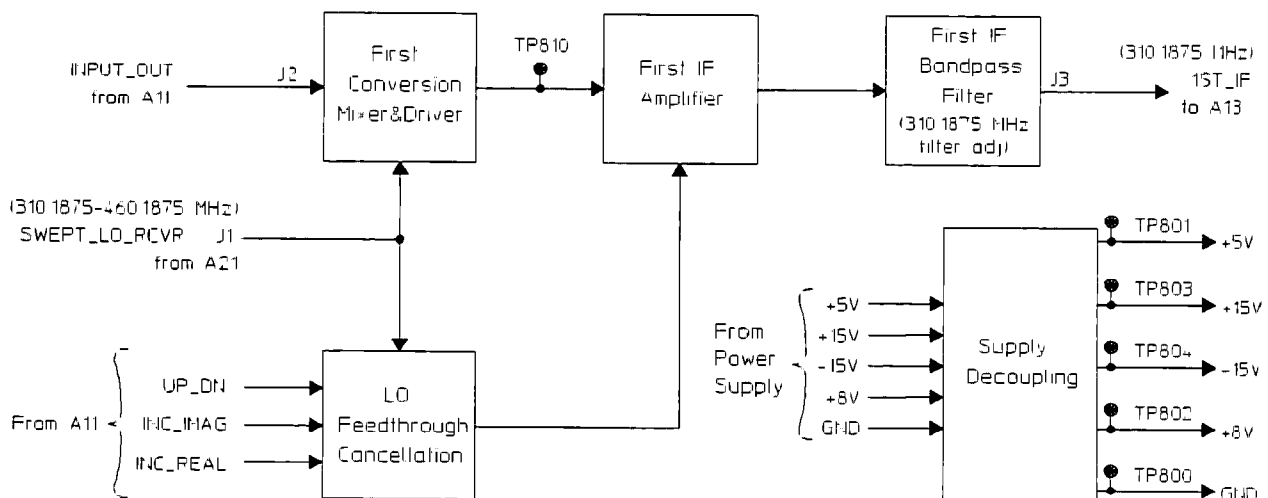 INPUT_OUT
from A11
J2
First
Conversion
Mixer&Driver
TP810
First IF
Amplifier
First IF
Bandpass
Filter
(310 1875 MHz
filter adj)
J3
(310 1875 MHz)
1ST_IF
to A13
(310 1875-460 1875 MHz)
SWEPT_LO_RCVR J1
from A21
From A11
UP_DN
INC_IMAG
INC_REAL
LO
Feedthrough
Cancellation
From
Power
Supply
+5V
+15V
-15V
+8V
GND
Supply
Decoupling
TP801
+5V
TP803
+15V
TP804
-15V
TP802
+8V
TP800
GND